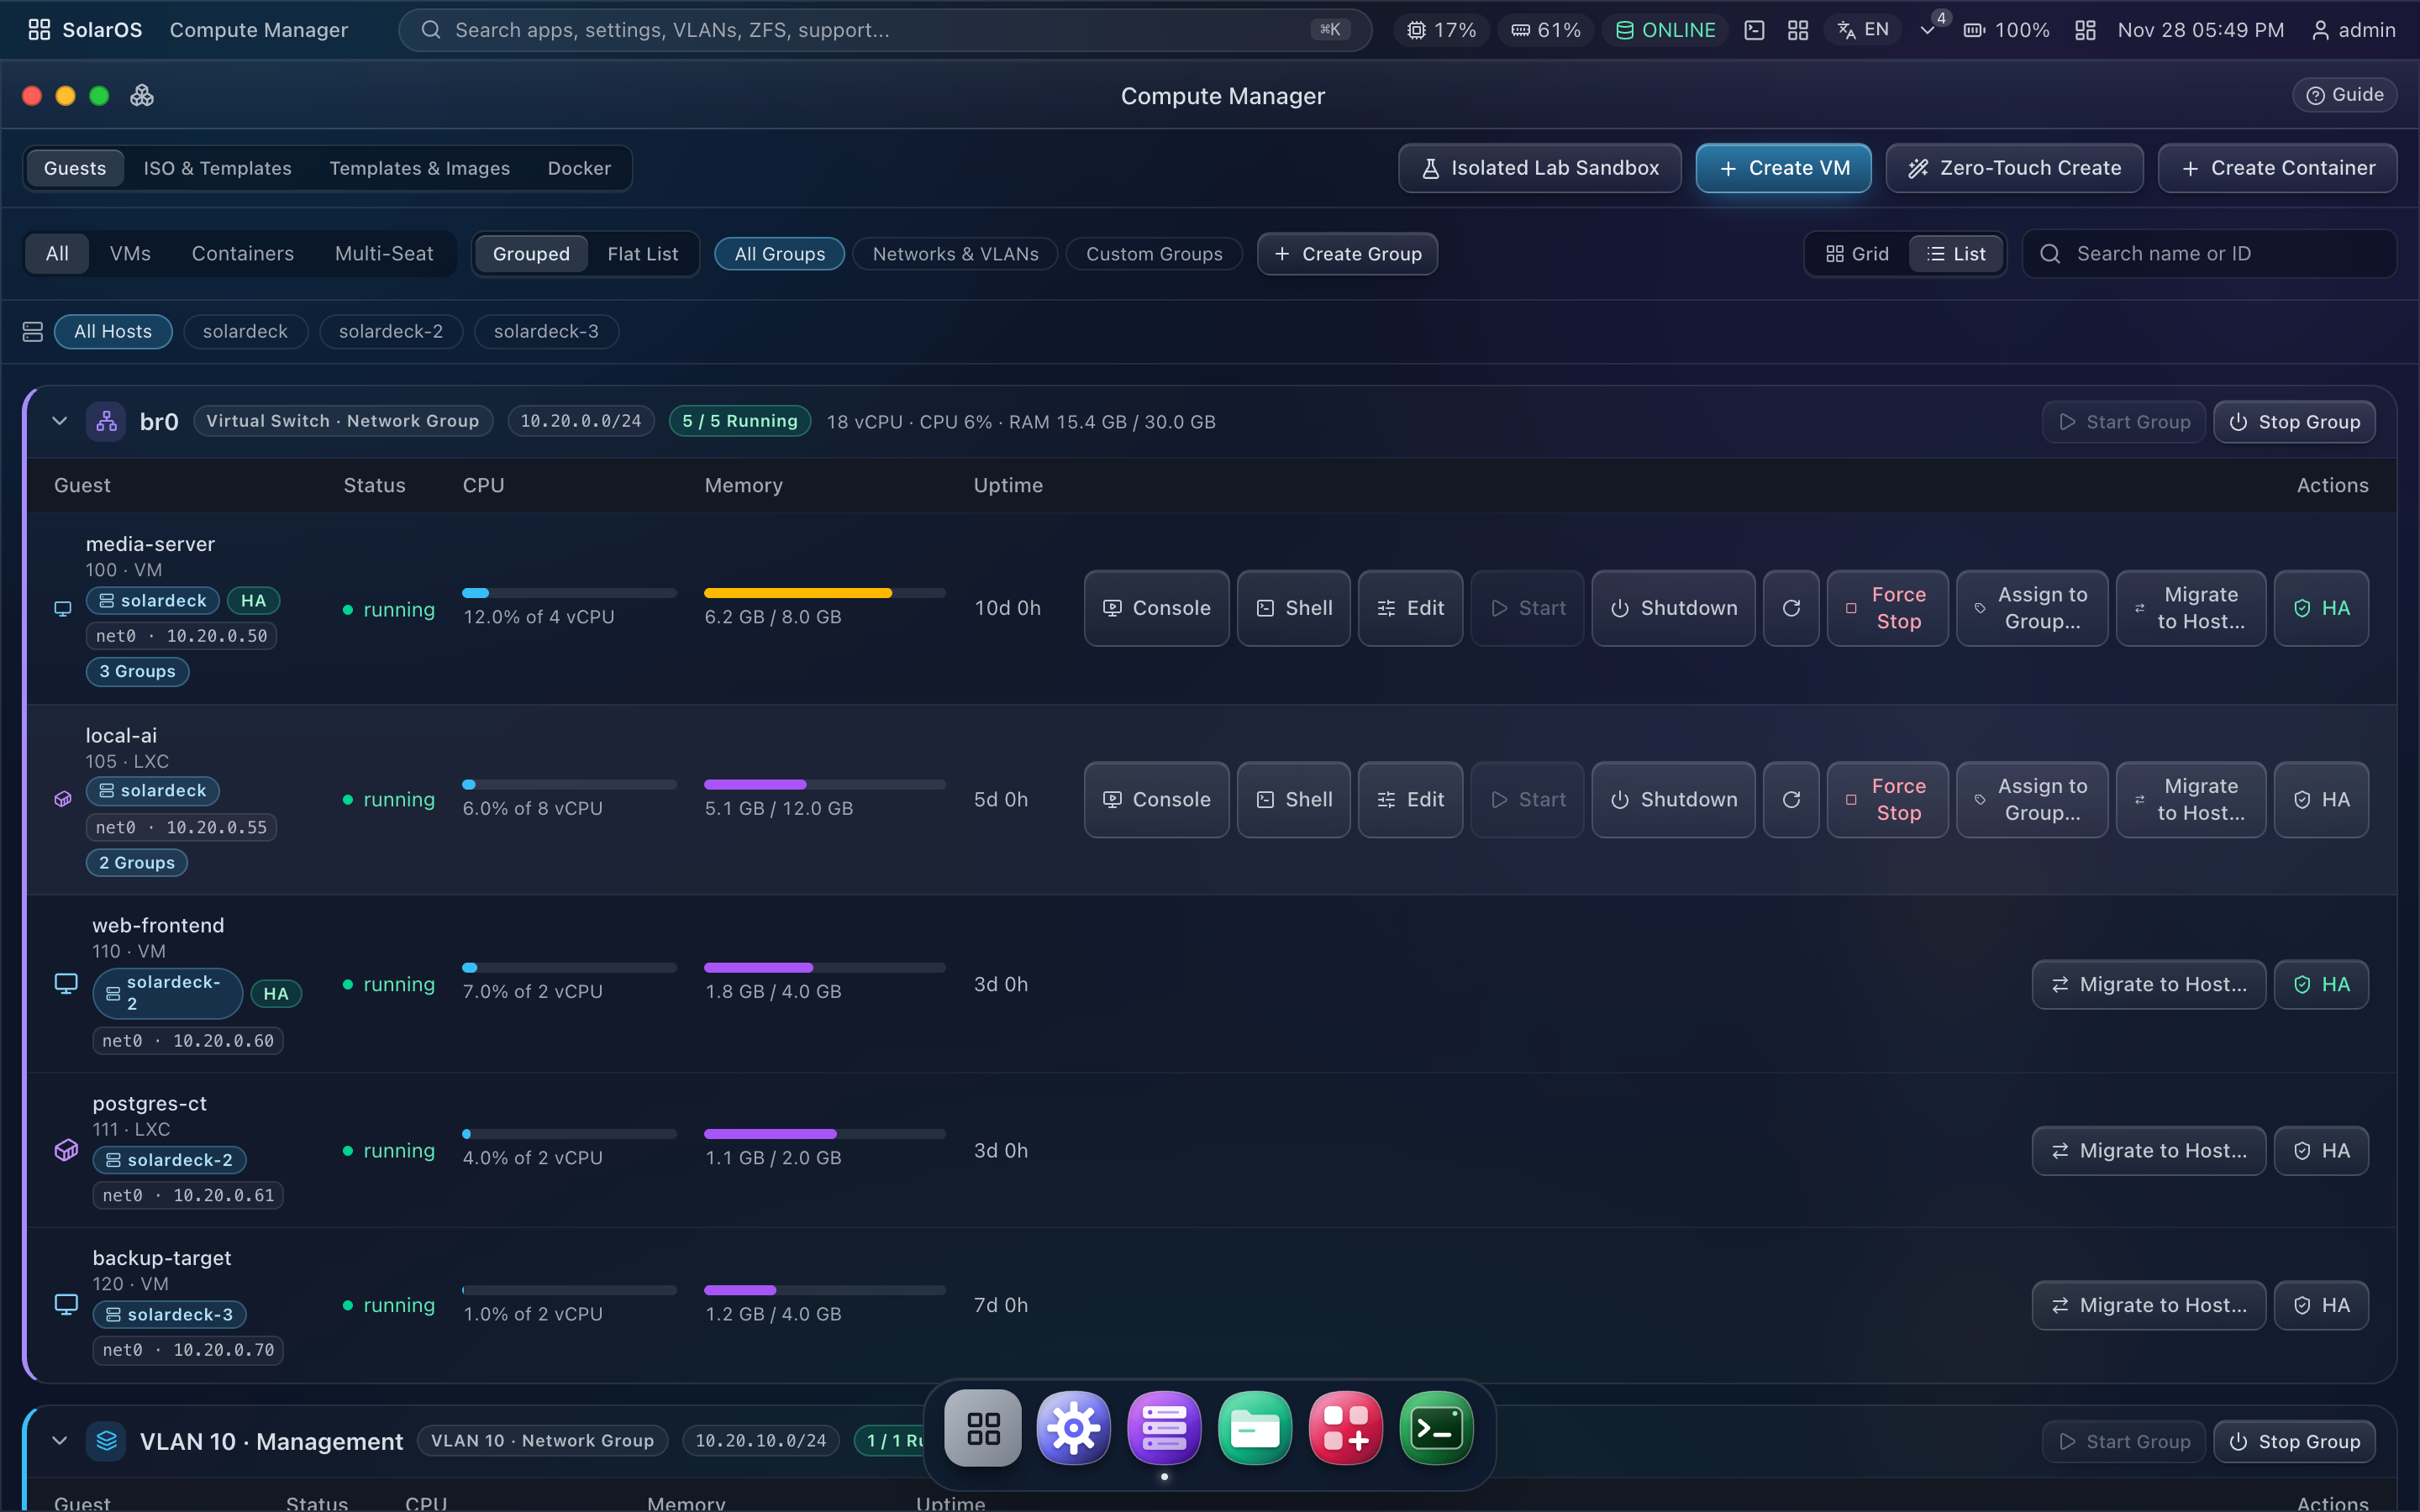 SolarOS Compute Manager Search apps, settings, VLANs, ZFS, support... ⌘K 17% 61% ONLINE EN 4 100% Nov 28 05:49 PM admin
Compute Manager Guide
Guests ISO & Templates Templates & Images Docker Isolated Lab Sandbox + Create VM Zero-Touch Create + Create Container
All VMs Containers Multi-Seat Grouped Flat List All Groups Networks & VLANs Custom Groups + Create Group Grid List Search name or ID
All Hosts solardeck solardeck-2 solardeck-3
br0 Virtual Switch · Network Group 10.20.0.0/24 5 / 5 Running 18 vCPU · CPU 6% · RAM 15.4 GB / 30.0 GB Start Group Stop Group
Guest Status CPU Memory Uptime Actions
media-server
100 · VM
solardeck HA
net0 · 10.20.0.50
3 Groups
running
12.0% of 4 vCPU
6.2 GB / 8.0 GB
10d 0h
Console Shell Edit Start Shutdown Force Stop Assign to Group... Migrate to Host... HA
local-ai
105 · LXC
solardeck
net0 · 10.20.0.55
2 Groups
running
6.0% of 8 vCPU
5.1 GB / 12.0 GB
5d 0h
Console Shell Edit Start Shutdown Force Stop Assign to Group... Migrate to Host... HA
web-frontend
110 · VM
solardeck-2 HA
net0 · 10.20.0.60
running
7.0% of 2 vCPU
1.8 GB / 4.0 GB
3d 0h
Migrate to Host... HA
postgres-ct
111 · LXC
solardeck-2
net0 · 10.20.0.61
running
4.0% of 2 vCPU
1.1 GB / 2.0 GB
3d 0h
Migrate to Host... HA
backup-target
120 · VM
solardeck-3
net0 · 10.20.0.70
running
1.0% of 2 vCPU
1.2 GB / 4.0 GB
7d 0h
Migrate to Host... HA
VLAN 10 · Management VLAN 10 · Network Group 10.20.10.0/24 1 / 1 Start Group Stop Group
Guest Status CPU Memory Uptime Actions